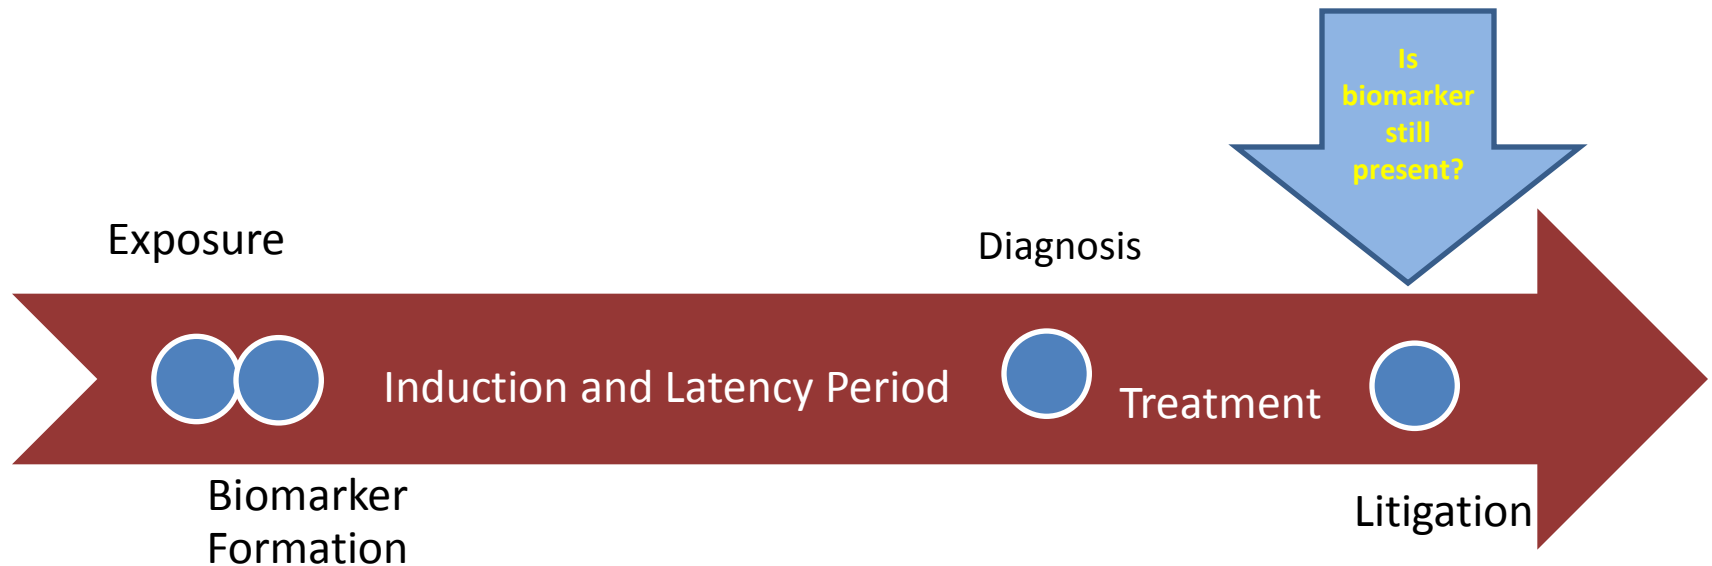 Is
biomarker
still
present?
Exposure
Diagnosis
Induction and Latency Period
Treatment
Biomarker
Formation
Litigation